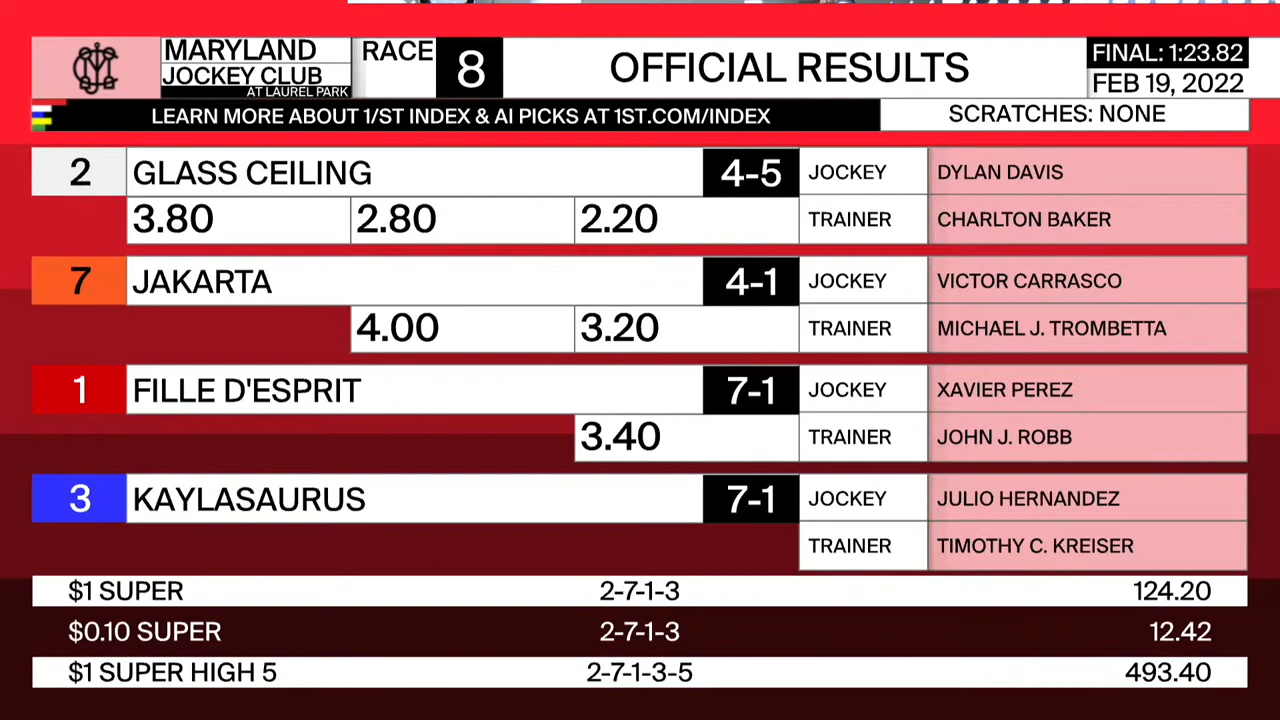 MARYLAND
JOCKEY CLUB
AT LAUREL PARK
RACE 8
OFFICIAL RESULTS
FINAL: 1:23.82
FEB 19, 2022
LEARN MORE ABOUT 1/ST INDEX & AI PICKS AT 1ST.COM/INDEX
SCRATCHES: NONE
2 GLASS CEILING 4-5 JOCKEY DYLAN DAVIS
3.80 2.80 2.20 TRAINER CHARLTON BAKER
7 JAKARTA 4-1 JOCKEY VICTOR CARRASCO
4.00 3.20 TRAINER MICHAEL J. TROMBETTA
1 FILLE D'ESPRIT 7-1 JOCKEY XAVIER PEREZ
3.40 TRAINER JOHN J. ROBB
3 KAYLASAURUS 7-1 JOCKEY JULIO HERNANDEZ
TRAINER TIMOTHY C. KREISER
$1 SUPER 2-7-1-3 124.20
$0.10 SUPER 2-7-1-3 12.42
$1 SUPER HIGH 5 2-7-1-3-5 493.40